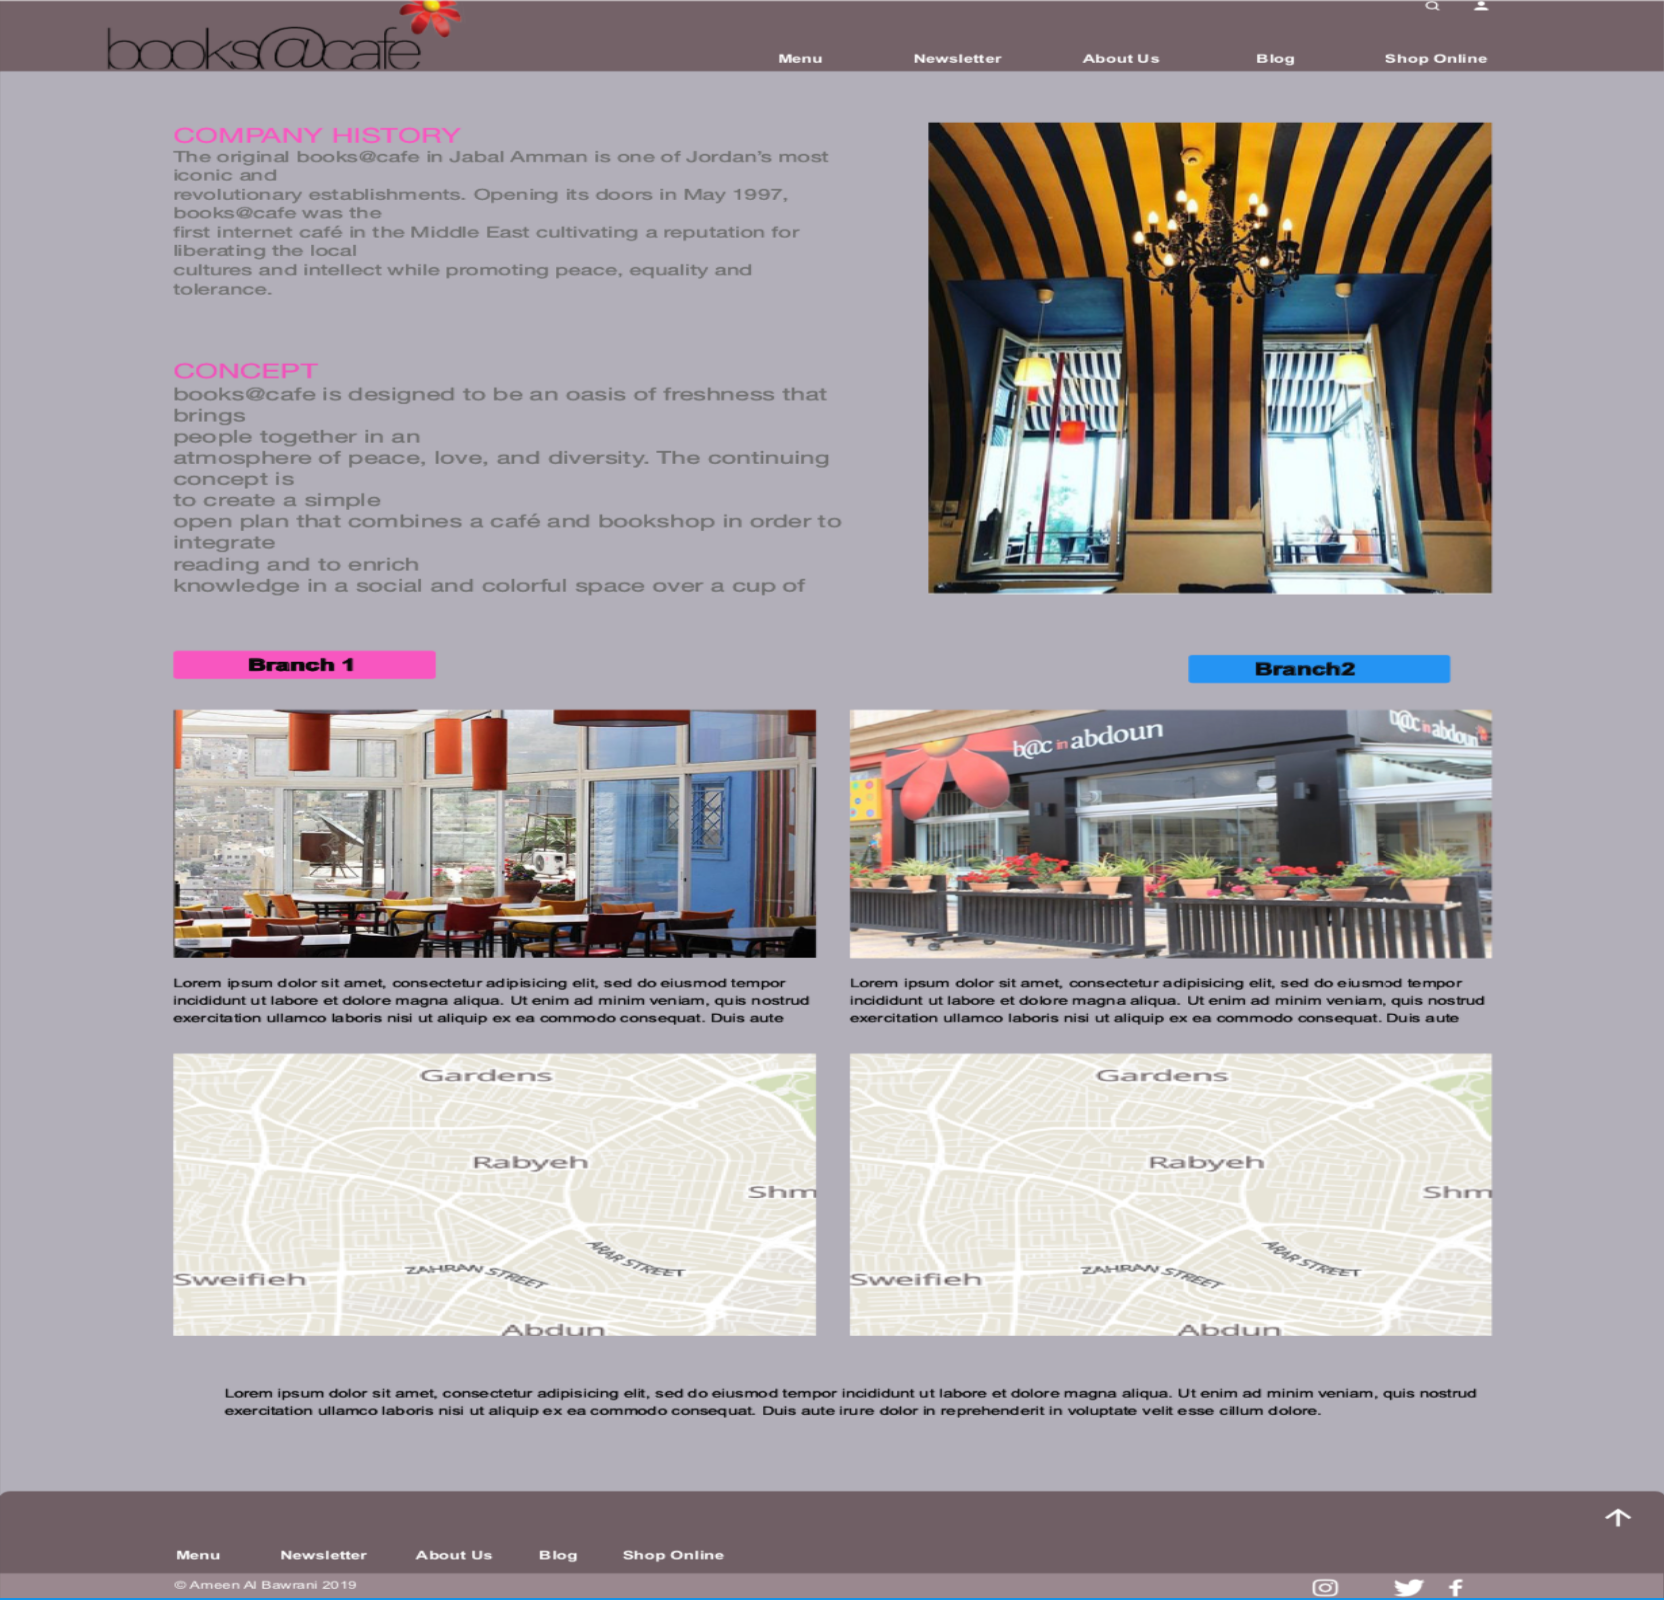 books@cafe
Menu Newsletter About Us Blog Shop Online
COMPANY HISTORY
The original books@cafe in Jabal Amman is one of Jordan’s most
iconic and
revolutionary establishments. Opening its doors in May 1997,
books@cafe was the
first internet café in the Middle East cultivating a reputation for
liberating the local
cultures and intellect while promoting peace, equality and
tolerance.
CONCEPT
books@cafe is designed to be an oasis of freshness that
brings
people together in an
atmosphere of peace, love, and diversity. The continuing
concept is
to create a simple
open plan that combines a café and bookshop in order to
integrate
reading and to enrich
knowledge in a social and colorful space over a cup of
Branch 1
Branch2
b@c in abdoun
b@c in abdoun
Lorem ipsum dolor sit amet, consectetur adipisicing elit, sed do eiusmod tempor
incididunt ut labore et dolore magna aliqua. Ut enim ad minim veniam, quis nostrud
exercitation ullamco laboris nisi ut aliquip ex ea commodo consequat. Duis aute
Lorem ipsum dolor sit amet, consectetur adipisicing elit, sed do eiusmod tempor
incididunt ut labore et dolore magna aliqua. Ut enim ad minim veniam, quis nostrud
exercitation ullamco laboris nisi ut aliquip ex ea commodo consequat. Duis aute
Gardens
Rabyeh
Shm
ARAR STREET
ZAHRAN STREET
Sweifieh
Abdun
Gardens
Rabyeh
Shm
ARAR STREET
ZAHRAN STREET
Sweifieh
Abdun
Lorem ipsum dolor sit amet, consectetur adipisicing elit, sed do eiusmod tempor incididunt ut labore et dolore magna aliqua. Ut enim ad minim veniam, quis nostrud
exercitation ullamco laboris nisi ut aliquip ex ea commodo consequat. Duis aute irure dolor in reprehenderit in voluptate velit esse cillum dolore.
Menu Newsletter About Us Blog Shop Online
© Ameen Al Bawrani 2019